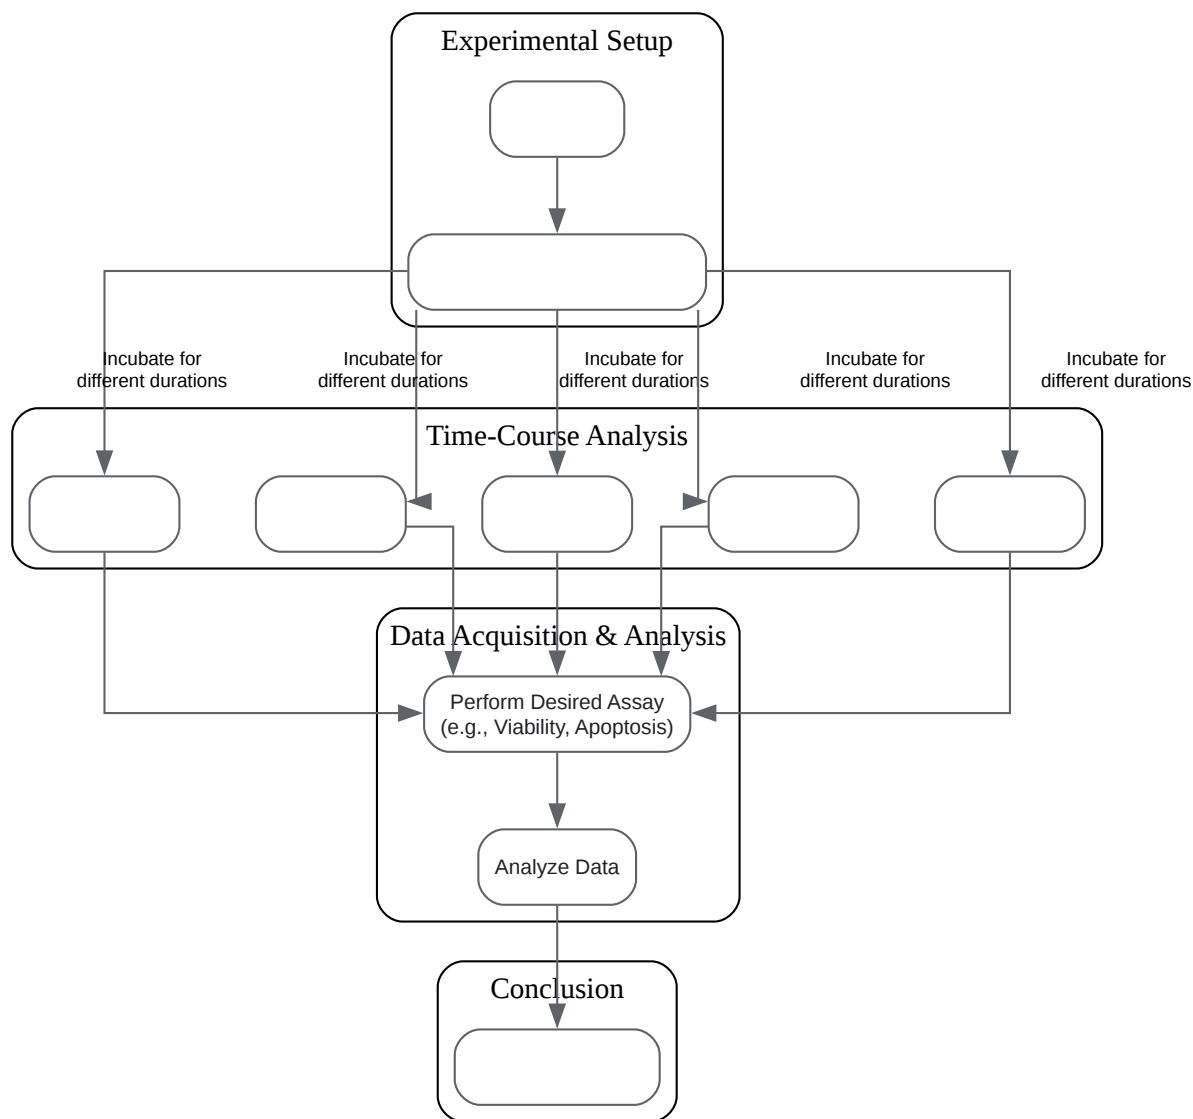 Experimental Setup
Incubate for
different durations
Incubate for
different durations
Incubate for
different durations
Incubate for
different durations
Incubate for
different durations
Time-Course Analysis
Data Acquisition & Analysis
Perform Desired Assay
(e.g., Viability, Apoptosis)
Analyze Data
Conclusion